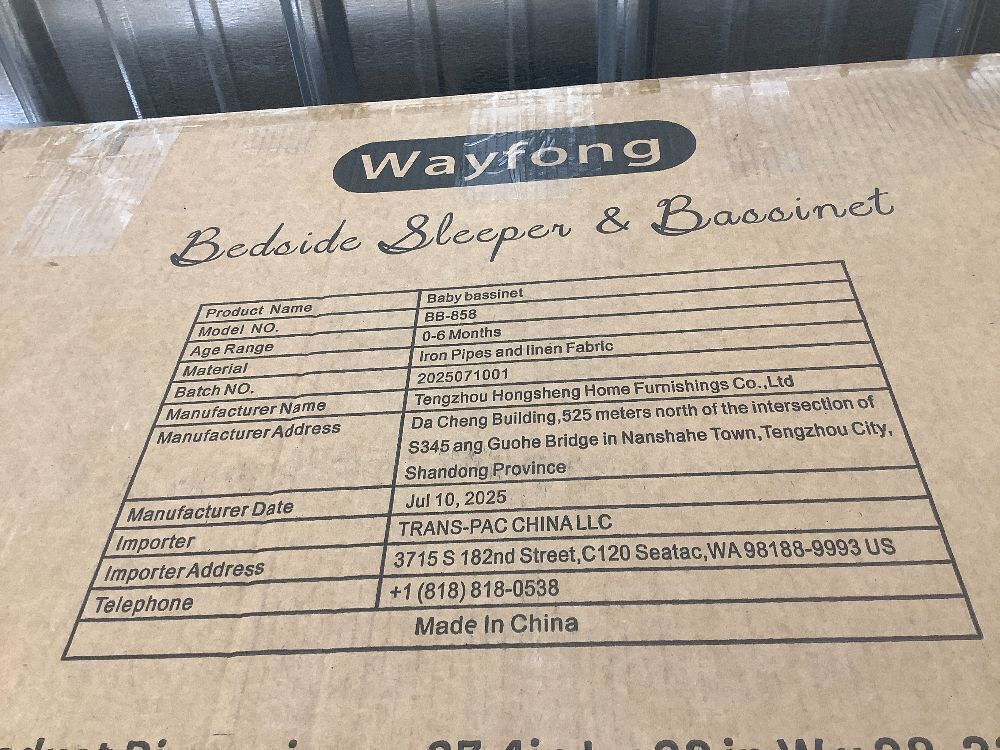 Wayfong
Bedside Sleeper & Bassinet
Product Name Baby bassinet
Model NO. BB-858
Age Range 0-6 Months
Material Iron Pipes and linen Fabric
Batch NO. 2025071001
Manufacturer Name Tengzhou Hongsheng Home Furnishings Co.,Ltd
Manufacturer Address Da Cheng Building,525 meters north of the intersection of
S345 ang Guohe Bridge in Nanshahe Town,Tengzhou City,
Shandong Province
Manufacturer Date Jul 10, 2025
Importer TRANS-PAC CHINA LLC
Importer Address 3715 S 182nd Street,C120 Seatac,WA 98188-9993 US
Telephone +1 (818) 818-0538
Made In China